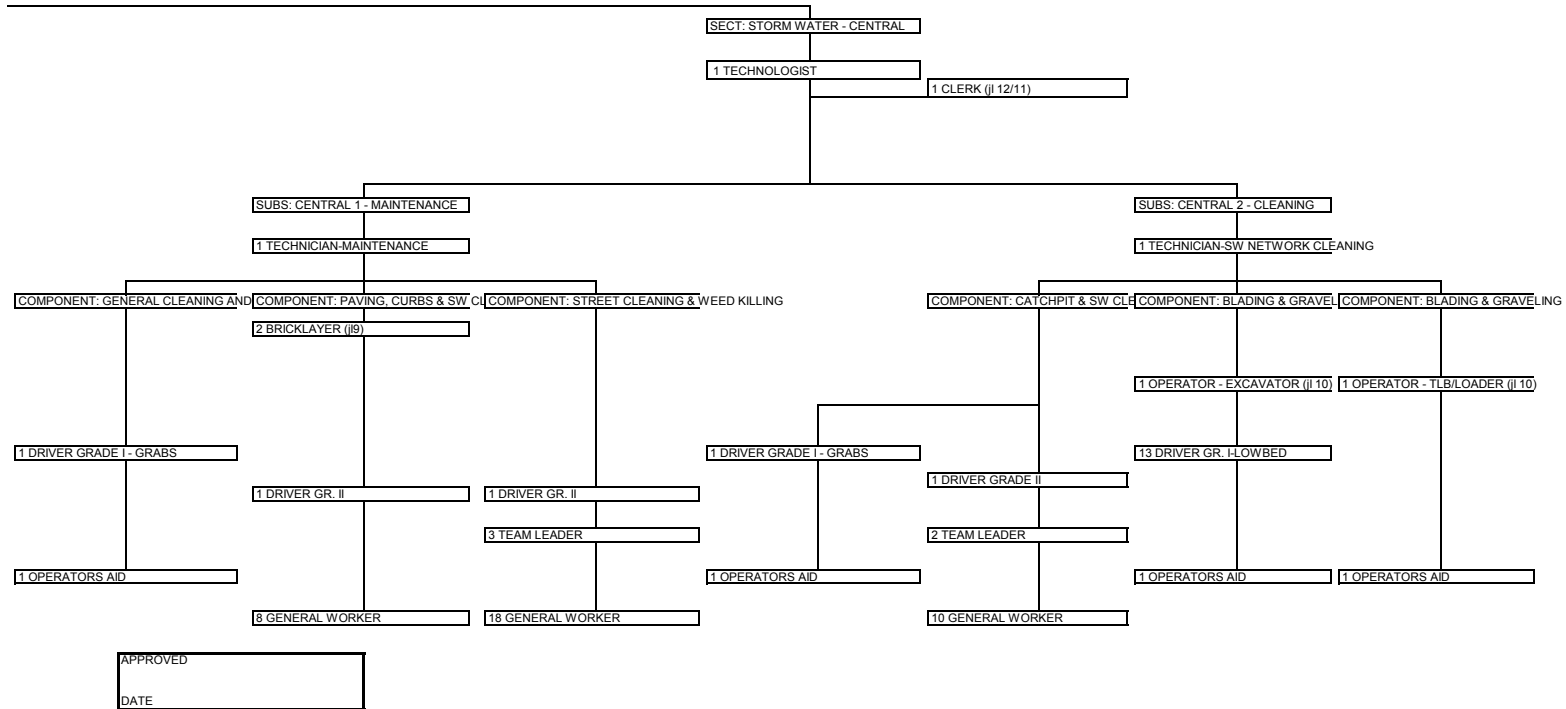 SECT: STORM WATER - CENTRAL
1 TECHNOLOGIST
1 CLERK (jl 12/11)
SUBS: CENTRAL 1 - MAINTENANCE
SUBS: CENTRAL 2 - CLEANING
1 TECHNICIAN-MAINTENANCE
1 TECHNICIAN-SW NETWORK CLEANING
COMPONENT: GENERAL CLEANING AND
COMPONENT: PAVING, CURBS & SW CL
COMPONENT: STREET CLEANING & WEED KILLING
COMPONENT: CATCHPIT & SW CLE
COMPONENT: BLADING & GRAVEL
COMPONENT: BLADING & GRAVELING
2 BRICKLAYER (jl9)
1 OPERATOR - EXCAVATOR (jl 10)
1 OPERATOR - TLB/LOADER (jl 10)
1 DRIVER GRADE I - GRABS
1 DRIVER GRADE I - GRABS
13 DRIVER GR. I-LOWBED
1 DRIVER GRADE II
1 DRIVER GR. II
1 DRIVER GR. II
3 TEAM LEADER
2 TEAM LEADER
1 OPERATORS AID
1 OPERATORS AID
1 OPERATORS AID
1 OPERATORS AID
8 GENERAL WORKER
18 GENERAL WORKER
10 GENERAL WORKER
APPROVED
DATE